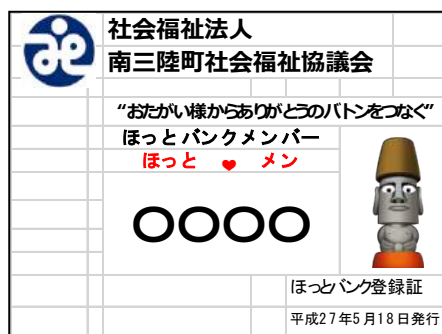 社会福祉法人
南三陸町社会福祉協議会
“おたがい様からありがとうのバトンをつなぐ”
ほっとバンクメンバー
ほっと ♥ メン
〇〇〇〇
ほっとバンク登録証
平成27年5月18日発行